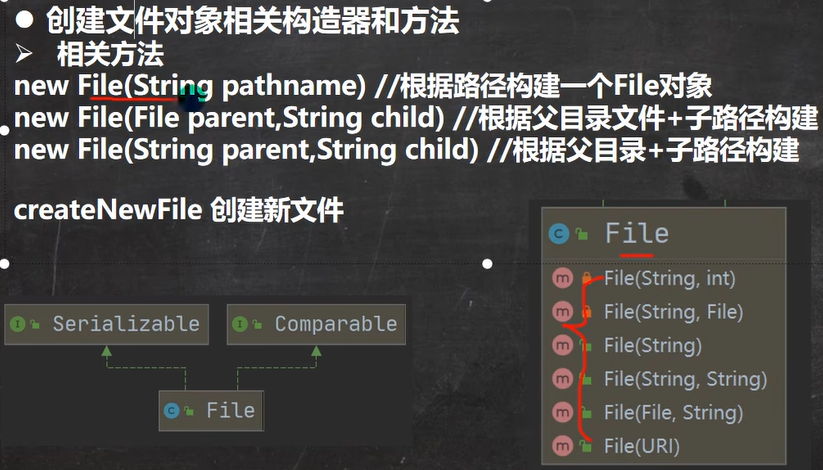 ● 创建文件对象相关构造器和方法
➢ 相关方法
new File(String pathname) //根据路径构建一个File对象
new File(File parent,String child) //根据父目录文件+子路径构建
new File(String parent,String child) //根据父目录+子路径构建
createNewFile 创建新文件
I Serializable
I Comparable
C File
C File
m File(String, int)
m File(String, File)
m File(String)
m File(String, String)
m File(File, String)
m File(URI)